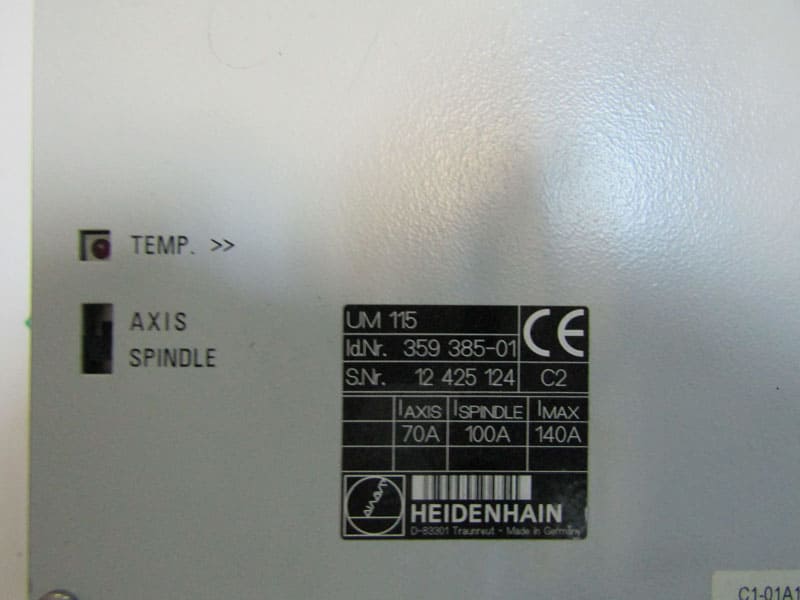 TEMP. >>
AXIS
SPINDLE
UM 115
Id.Nr. 359 385-01
CE
S.Nr. 12 425 124 C2
IAXIS ISPINDLE IMAX
70A 100A 140A
HEIDENHAIN
D-83301 Traunreut - Made in Germany
C1-01A1